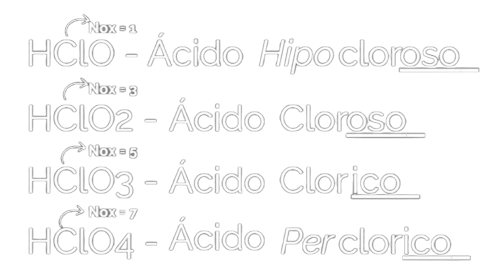 Nox = 1
HClO - Ácido Hipocloroso
Nox = 3
HClO2 - Ácido Cloroso
Nox = 5
HClO3 - Ácido Clorico
Nox = 7
HClO4 - Ácido Perclorico